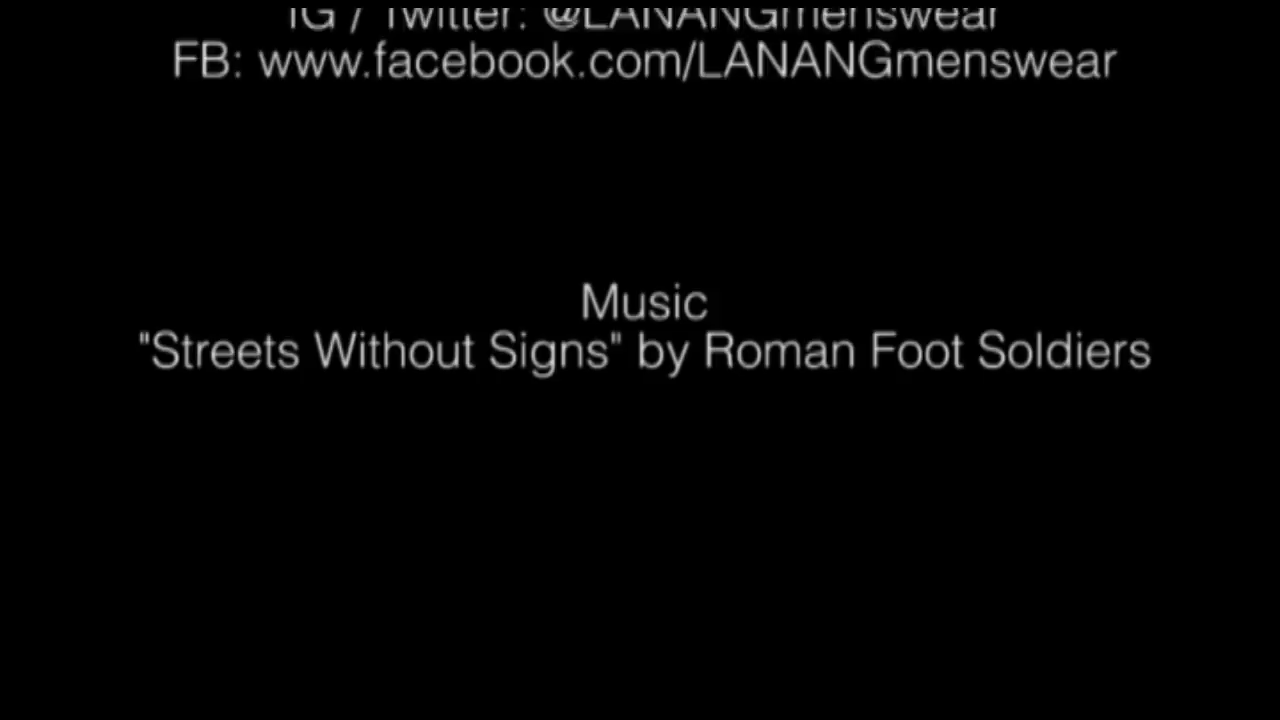 IG / Twitter: @LANANGmenswear
FB: www.facebook.com/LANANGmenswear
Music
"Streets Without Signs" by Roman Foot Soldiers